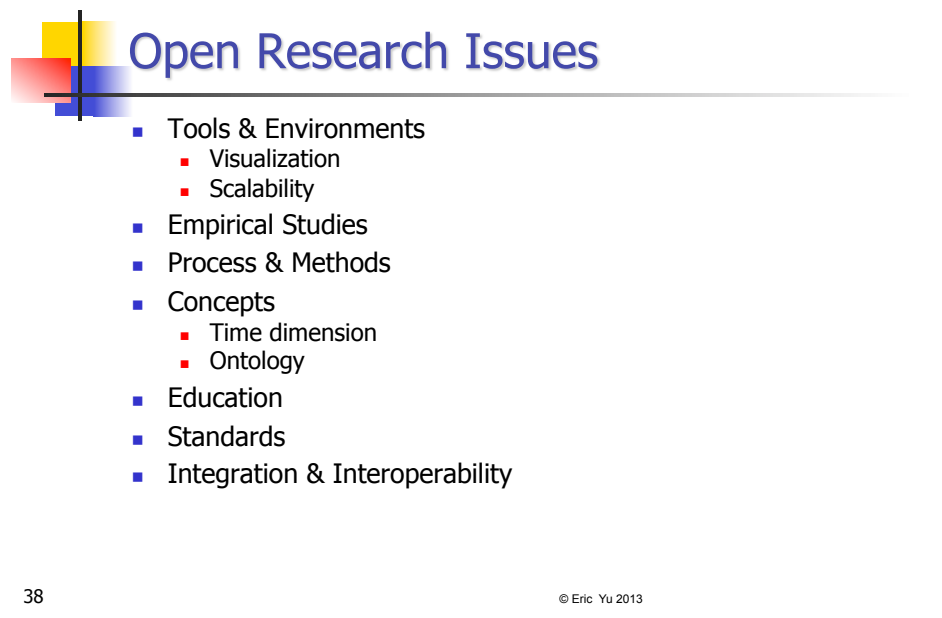 Open Research Issues
Tools & Environments
Visualization
Scalability
Empirical Studies
Process & Methods
Concepts
Time dimension
Ontology
Education
Standards
Integration & Interoperability
38
© Eric Yu 2013